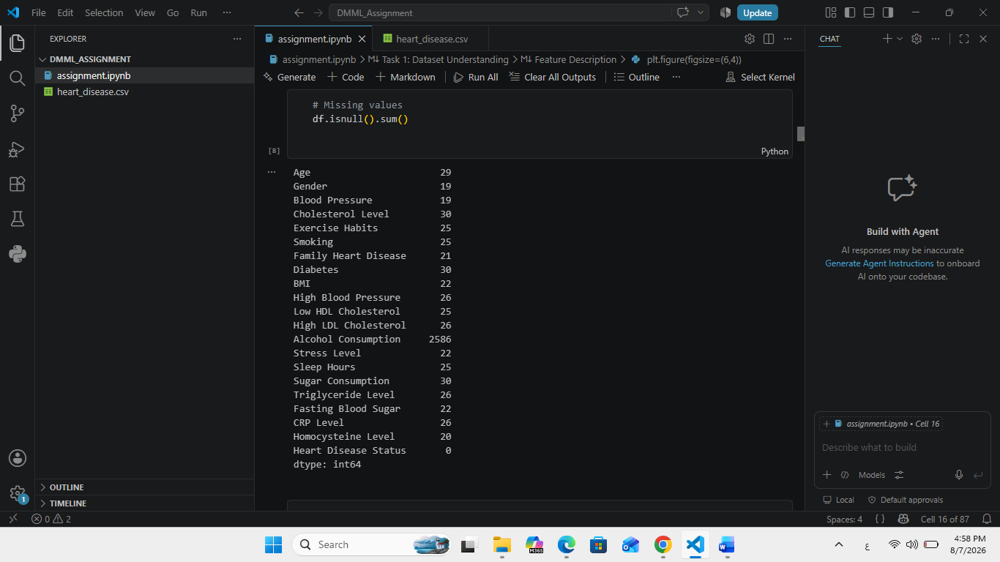 File Edit Selection View Go Run ···
DMML_Assignment
Update
EXPLORER ···
DMML_ASSIGNMENT
assignment.ipynb
heart_disease.csv
OUTLINE
TIMELINE
assignment.ipynb
heart_disease.csv
···
assignment.ipynb > M↓ Task 1: Dataset Understanding > M↓ Feature Description > plt.figure(figsize=(6,4))
Generate + Code + Markdown Run All Clear All Outputs Outline ··· Select Kernel
# Missing values
df.isnull().sum()
[8]
Python
···
Age 29
Gender 19
Blood Pressure 19
Cholesterol Level 30
Exercise Habits 25
Smoking 25
Family Heart Disease 21
Diabetes 30
BMI 22
High Blood Pressure 26
Low HDL Cholesterol 25
High LDL Cholesterol 26
Alcohol Consumption 2586
Stress Level 22
Sleep Hours 25
Sugar Consumption 30
Triglyceride Level 26
Fasting Blood Sugar 22
CRP Level 26
Homocysteine Level 20
Heart Disease Status 0
dtype: int64
CHAT
···
Build with Agent
AI responses may be inaccurate
Generate Agent Instructions to onboard
AI onto your codebase.
+ assignment.ipynb • Cell 16
Describe what to build
Models
Local Default approvals
1
0 2
Spaces: 4 { } Cell 16 of 87
Search
M365
ع
4:58 PM
8/7/2026